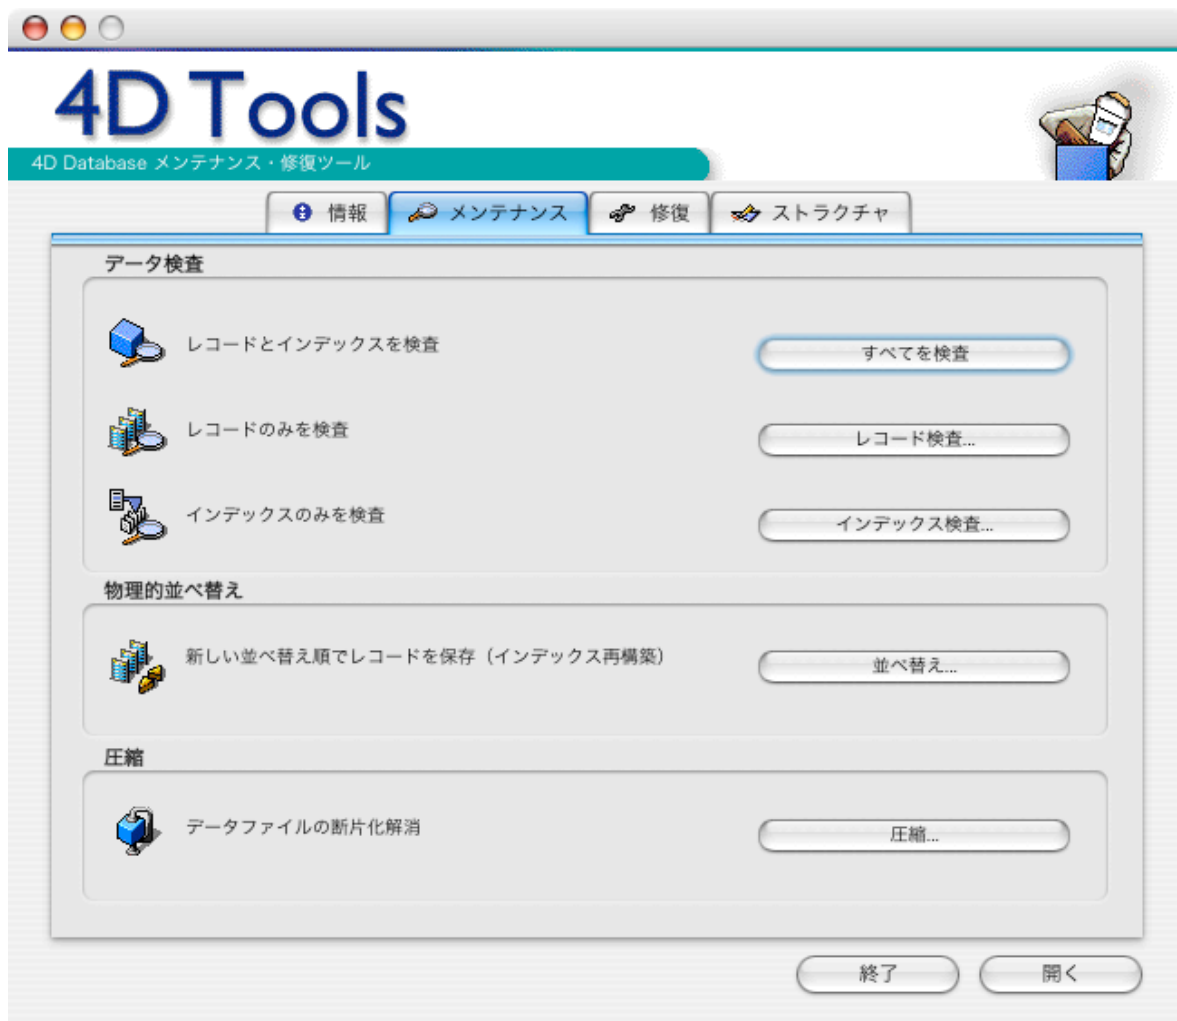 4D Tools
4D Database メンテナンス・修復ツール
情報 メンテナンス 修復 ストラクチャ
データ検査
レコードとインデックスを検査 すべてを検査
レコードのみを検査 レコード検査...
インデックスのみを検査 インデックス検査...
物理的並べ替え
新しい並べ替え順でレコードを保存（インデックス再構築） 並べ替え...
圧縮
データファイルの断片化解消 圧縮...
終了 開く